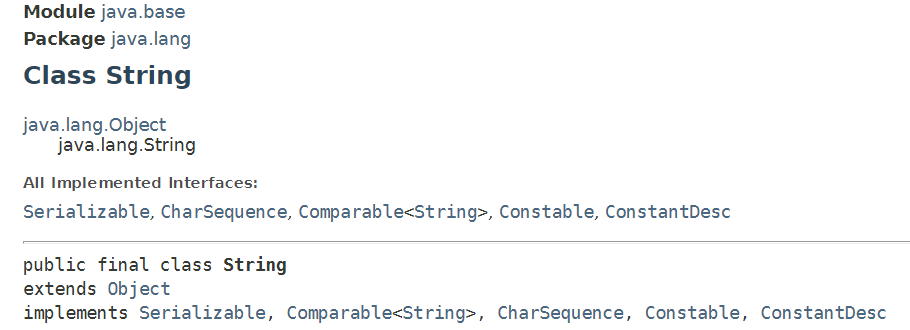 Module java.base
Package java.lang
Class String
java.lang.Object
java.lang.String
All Implemented Interfaces:
Serializable, CharSequence, Comparable<String>, Constable, ConstantDesc
public final class String
extends Object
implements Serializable, Comparable<String>, CharSequence, Constable, ConstantDesc